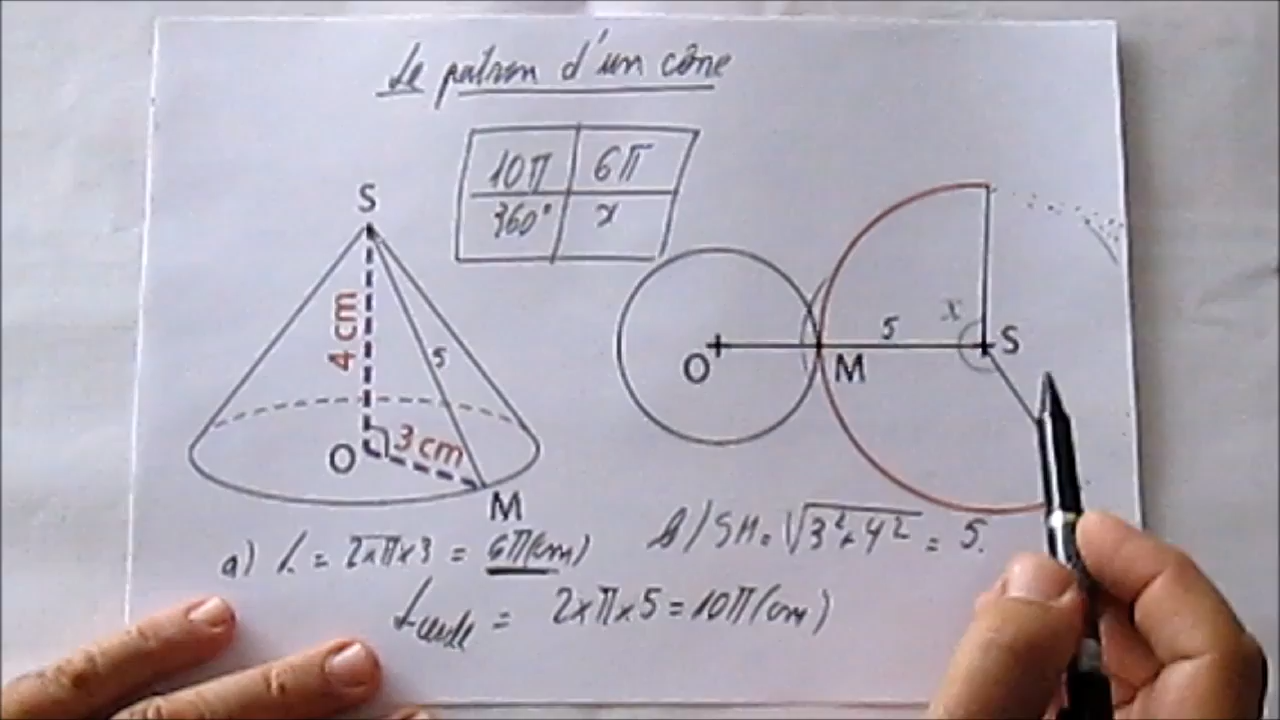 Le patron d'un cône
10π 6π
360° x
S
4 cm
5
3 cm
O
M
x
5
S
O
M
a) L = 2×π×3 = 6π(cm)
b/ SM = √3²+4² = 5.
L cercle = 2×π×5 = 10π(cm)